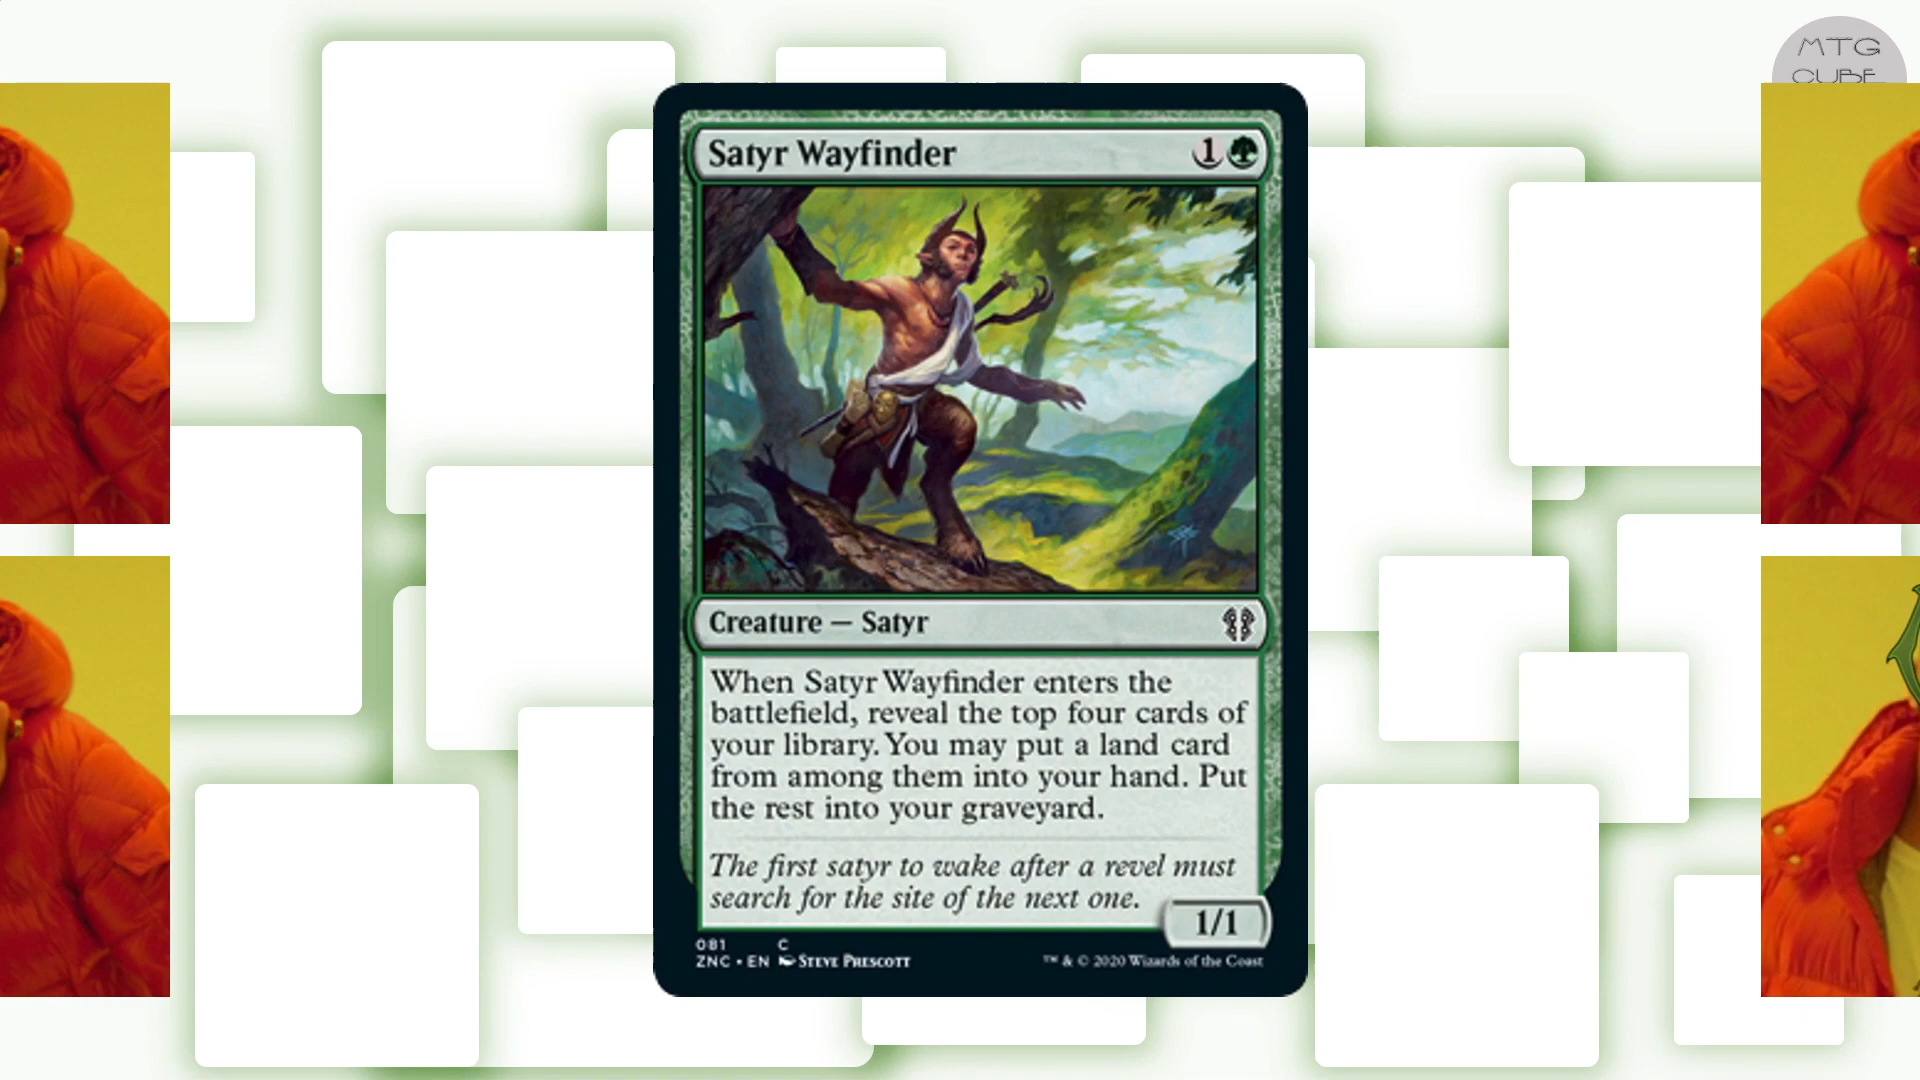 MTG
CUBE
Satyr Wayfinder 1
Creature — Satyr
When Satyr Wayfinder enters the
battlefield, reveal the top four cards of
your library. You may put a land card
from among them into your hand. Put
the rest into your graveyard.
The first satyr to wake after a revel must
search for the site of the next one.
1/1
081 C
ZNC • EN STEVE PRESCOTT ™ & © 2020 Wizards of the Coast